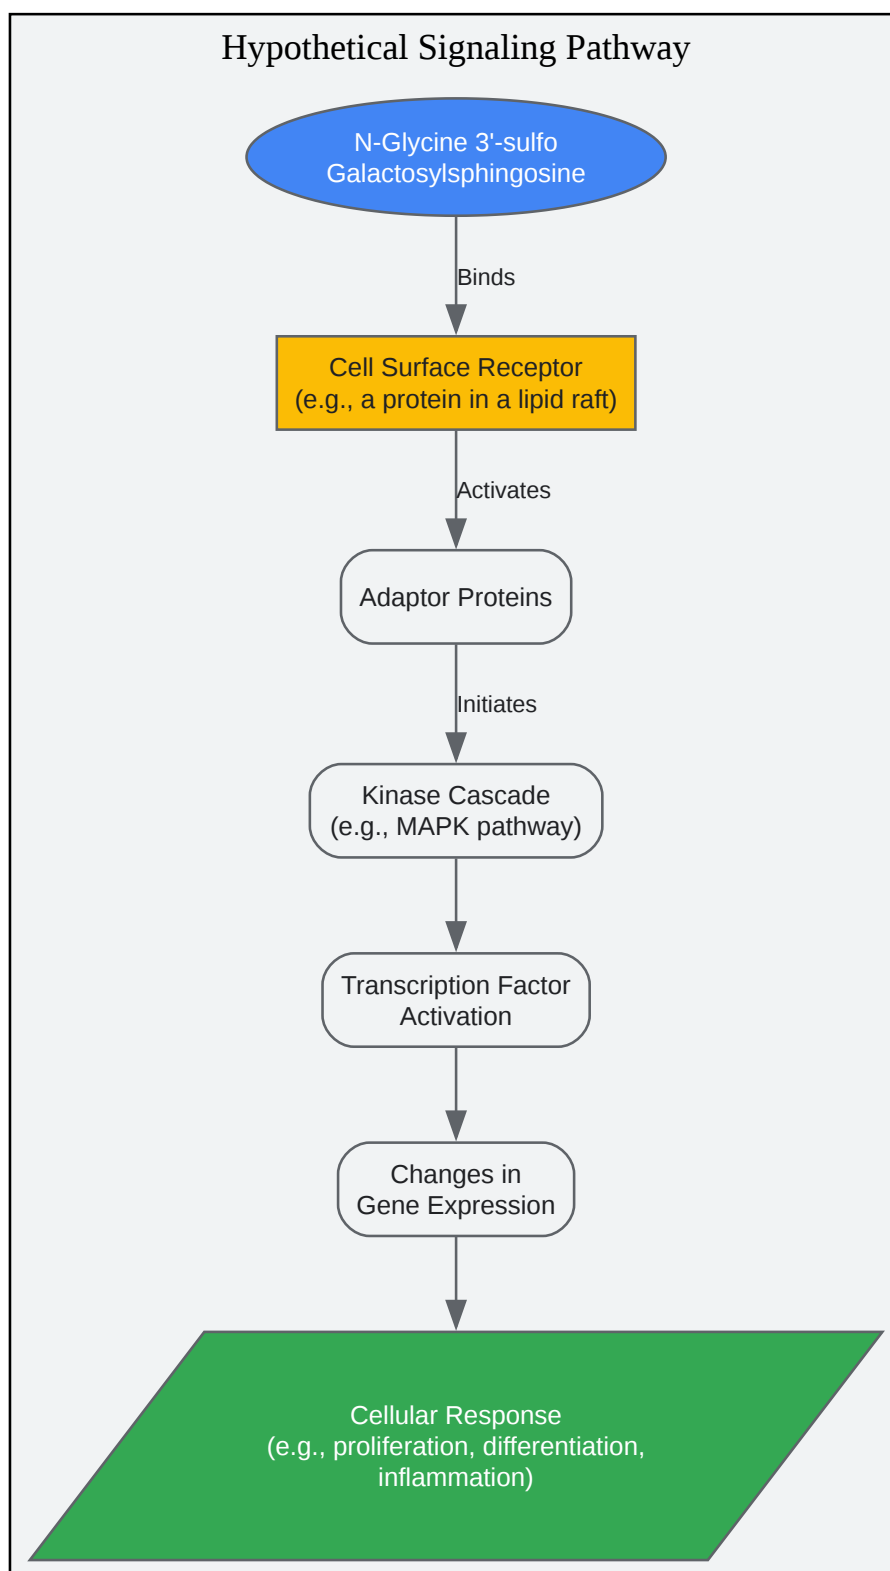 Hypothetical Signaling Pathway
N-Glycine 3'-sulfo
Galactosylsphingosine
Binds
Cell Surface Receptor
(e.g., a protein in a lipid raft)
Activates
Adaptor Proteins
Initiates
Kinase Cascade
(e.g., MAPK pathway)
Transcription Factor
Activation
Changes in
Gene Expression
Cellular Response
(e.g., proliferation, differentiation,
inflammation)